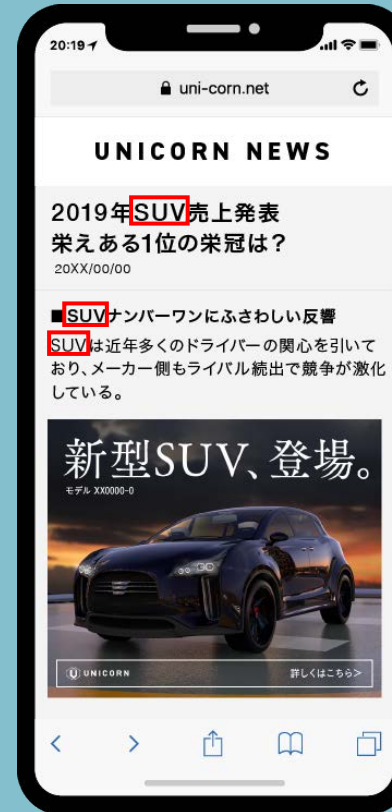 20:19
uni-corn.net
UNICORN NEWS
2019年SUV売上発表
栄えある1位の栄冠は？
20XX/00/00
■SUVナンバーワンにふさわしい反響
SUVは近年多くのドライバーの関心を引いて
おり、メーカー側もライバル続出で競争が激化
している。
新型SUV、登場。
モデル XX0000-0
UNICORN
詳しくはこちら>